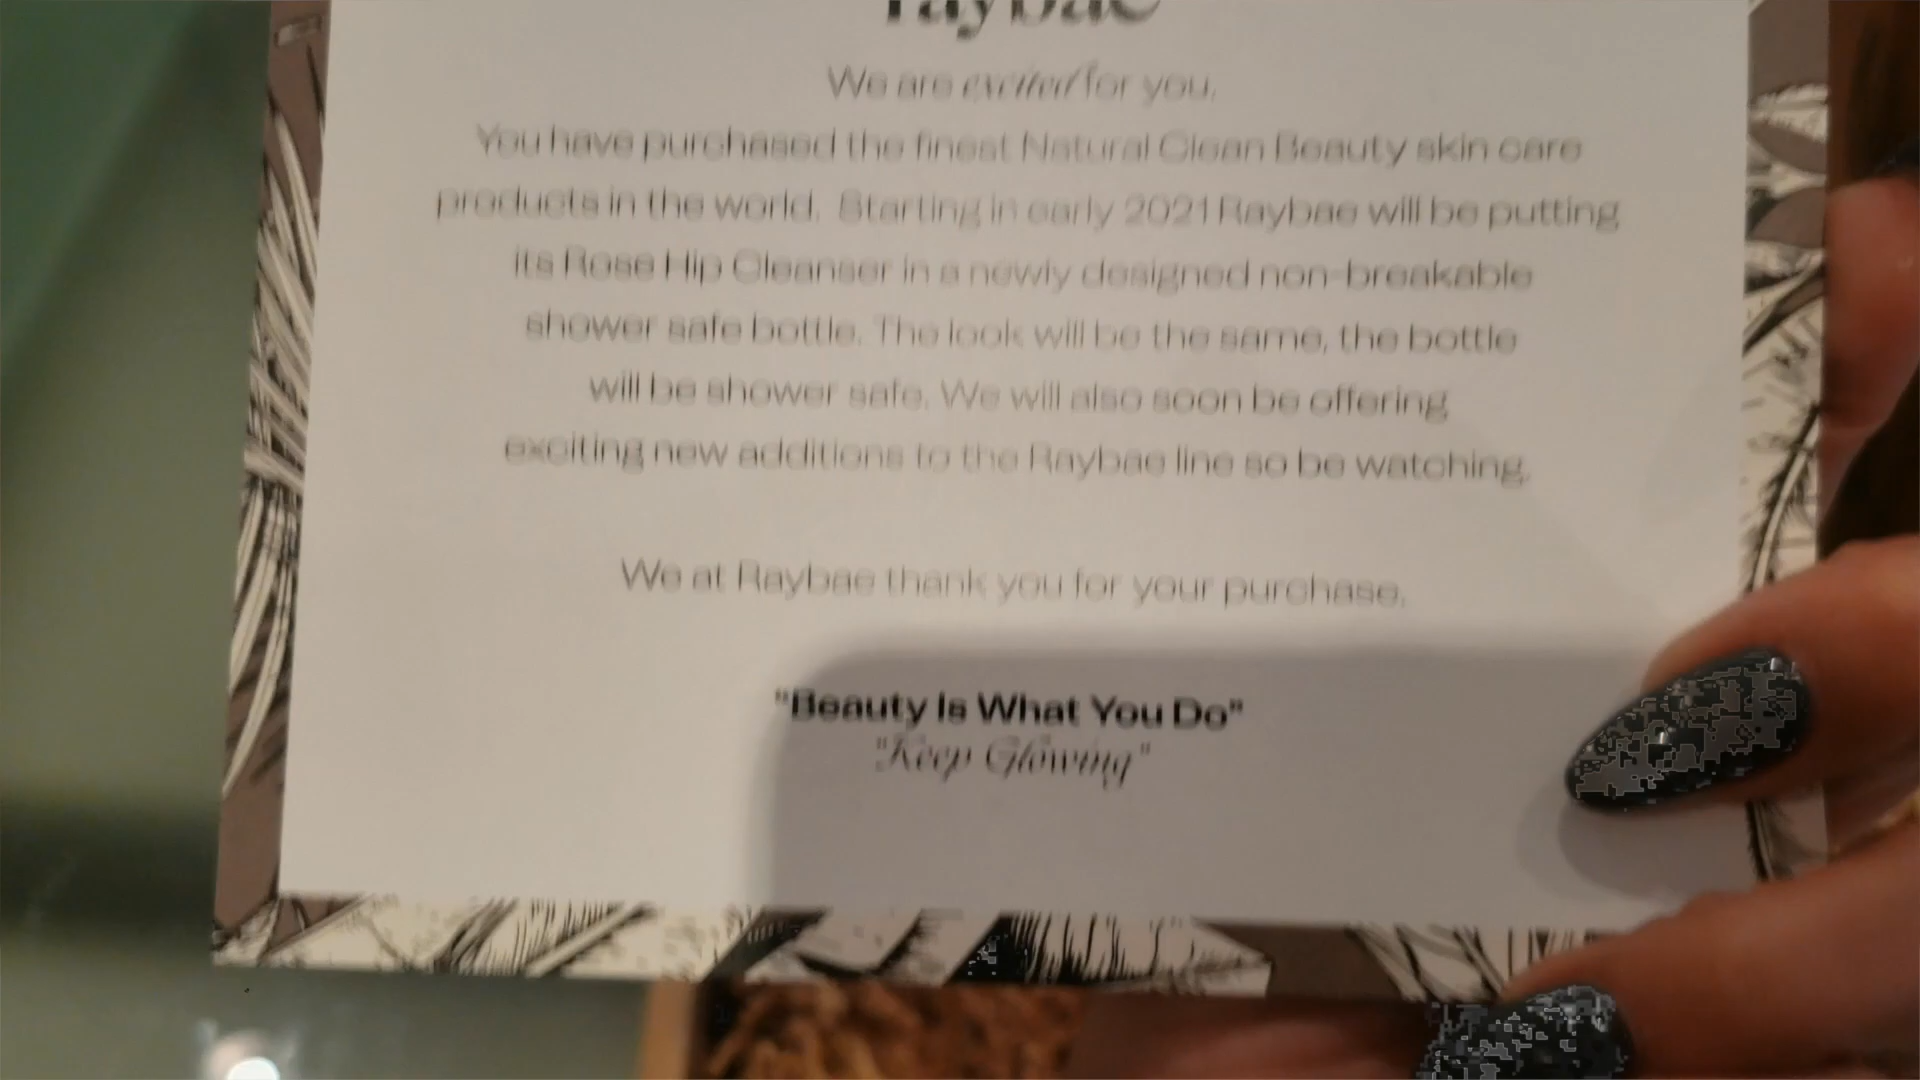 raybae
We are excited for you.
You have purchased the finest Natural Clean Beauty skin care
products in the world. Starting in early 2021 Raybae will be putting
its Rose Hip Cleanser in a newly designed non-breakable
shower safe bottle. The look will be the same, the bottle
will be shower safe. We will also soon be offering
exciting new additions to the Raybae line so be watching.
We at Raybae thank you for your purchase.
"Beauty Is What You Do"
"Keep Glowing"